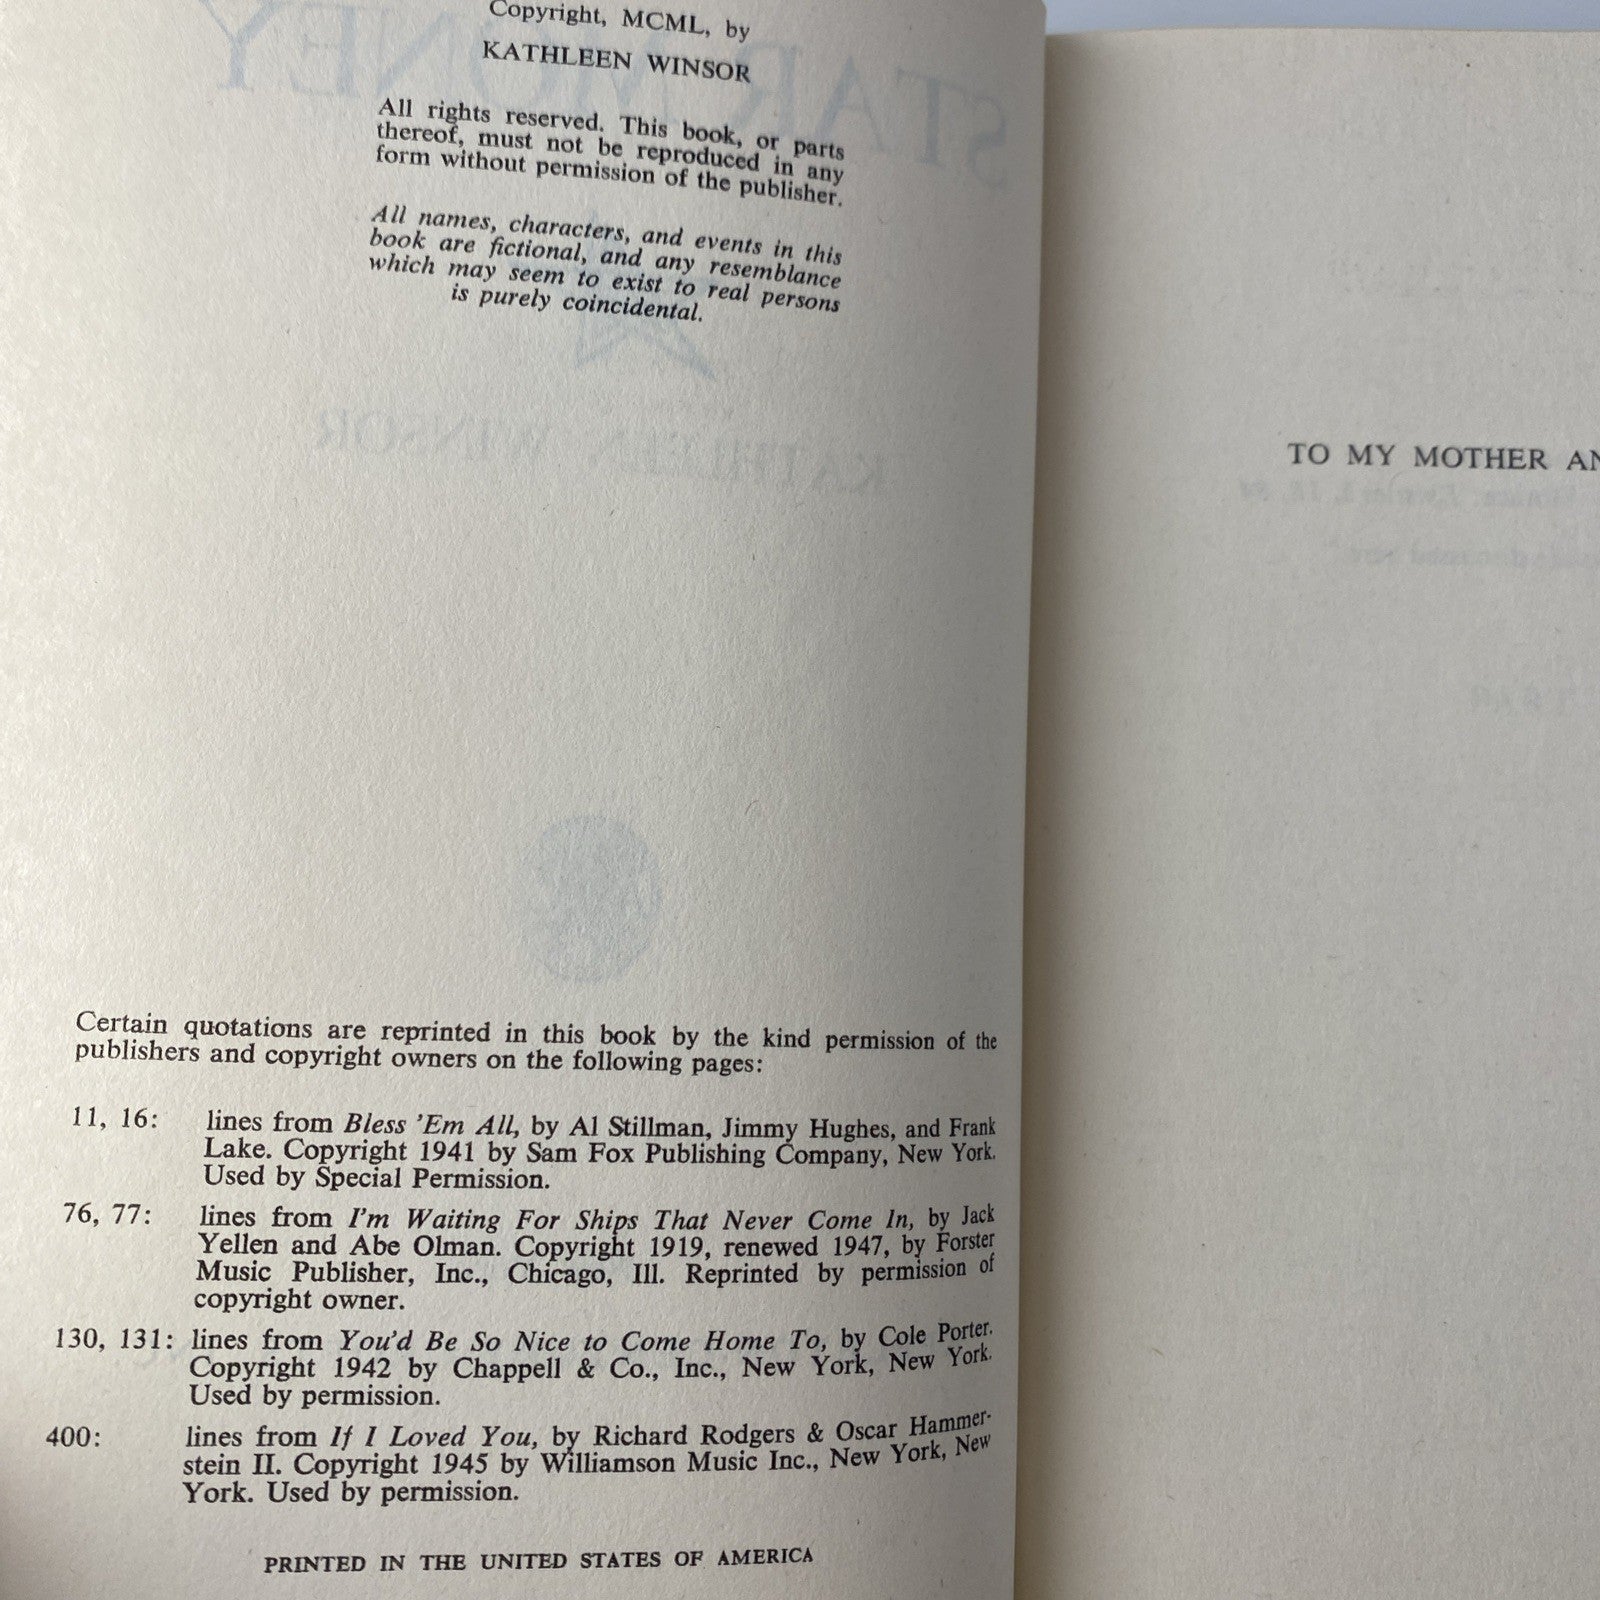 Copyright, MCML, by
KATHLEEN WINSOR
All rights reserved. This book, or parts
thereof, must not be reproduced in any
form without permission of the publisher.
All names, characters, and events in this
book are fictional, and any resemblance
which may seem to exist to real persons
is purely coincidental.
Certain quotations are reprinted in this book by the kind permission of the
publishers and copyright owners on the following pages:
11, 16: lines from Bless 'Em All, by Al Stillman, Jimmy Hughes, and Frank
Lake. Copyright 1941 by Sam Fox Publishing Company, New York.
Used by Special Permission.
76, 77: lines from I'm Waiting For Ships That Never Come In, by Jack
Yellen and Abe Olman. Copyright 1919, renewed 1947, by Forster
Music Publisher, Inc., Chicago, Ill. Reprinted by permission of
copyright owner.
130, 131: lines from You'd Be So Nice to Come Home To, by Cole Porter.
Copyright 1942 by Chappell & Co., Inc., New York, New York.
Used by permission.
400: lines from If I Loved You, by Richard Rodgers & Oscar Hammer-
stein II. Copyright 1945 by Williamson Music Inc., New York, New
York. Used by permission.
PRINTED IN THE UNITED STATES OF AMERICA
TO MY MOTHER AN